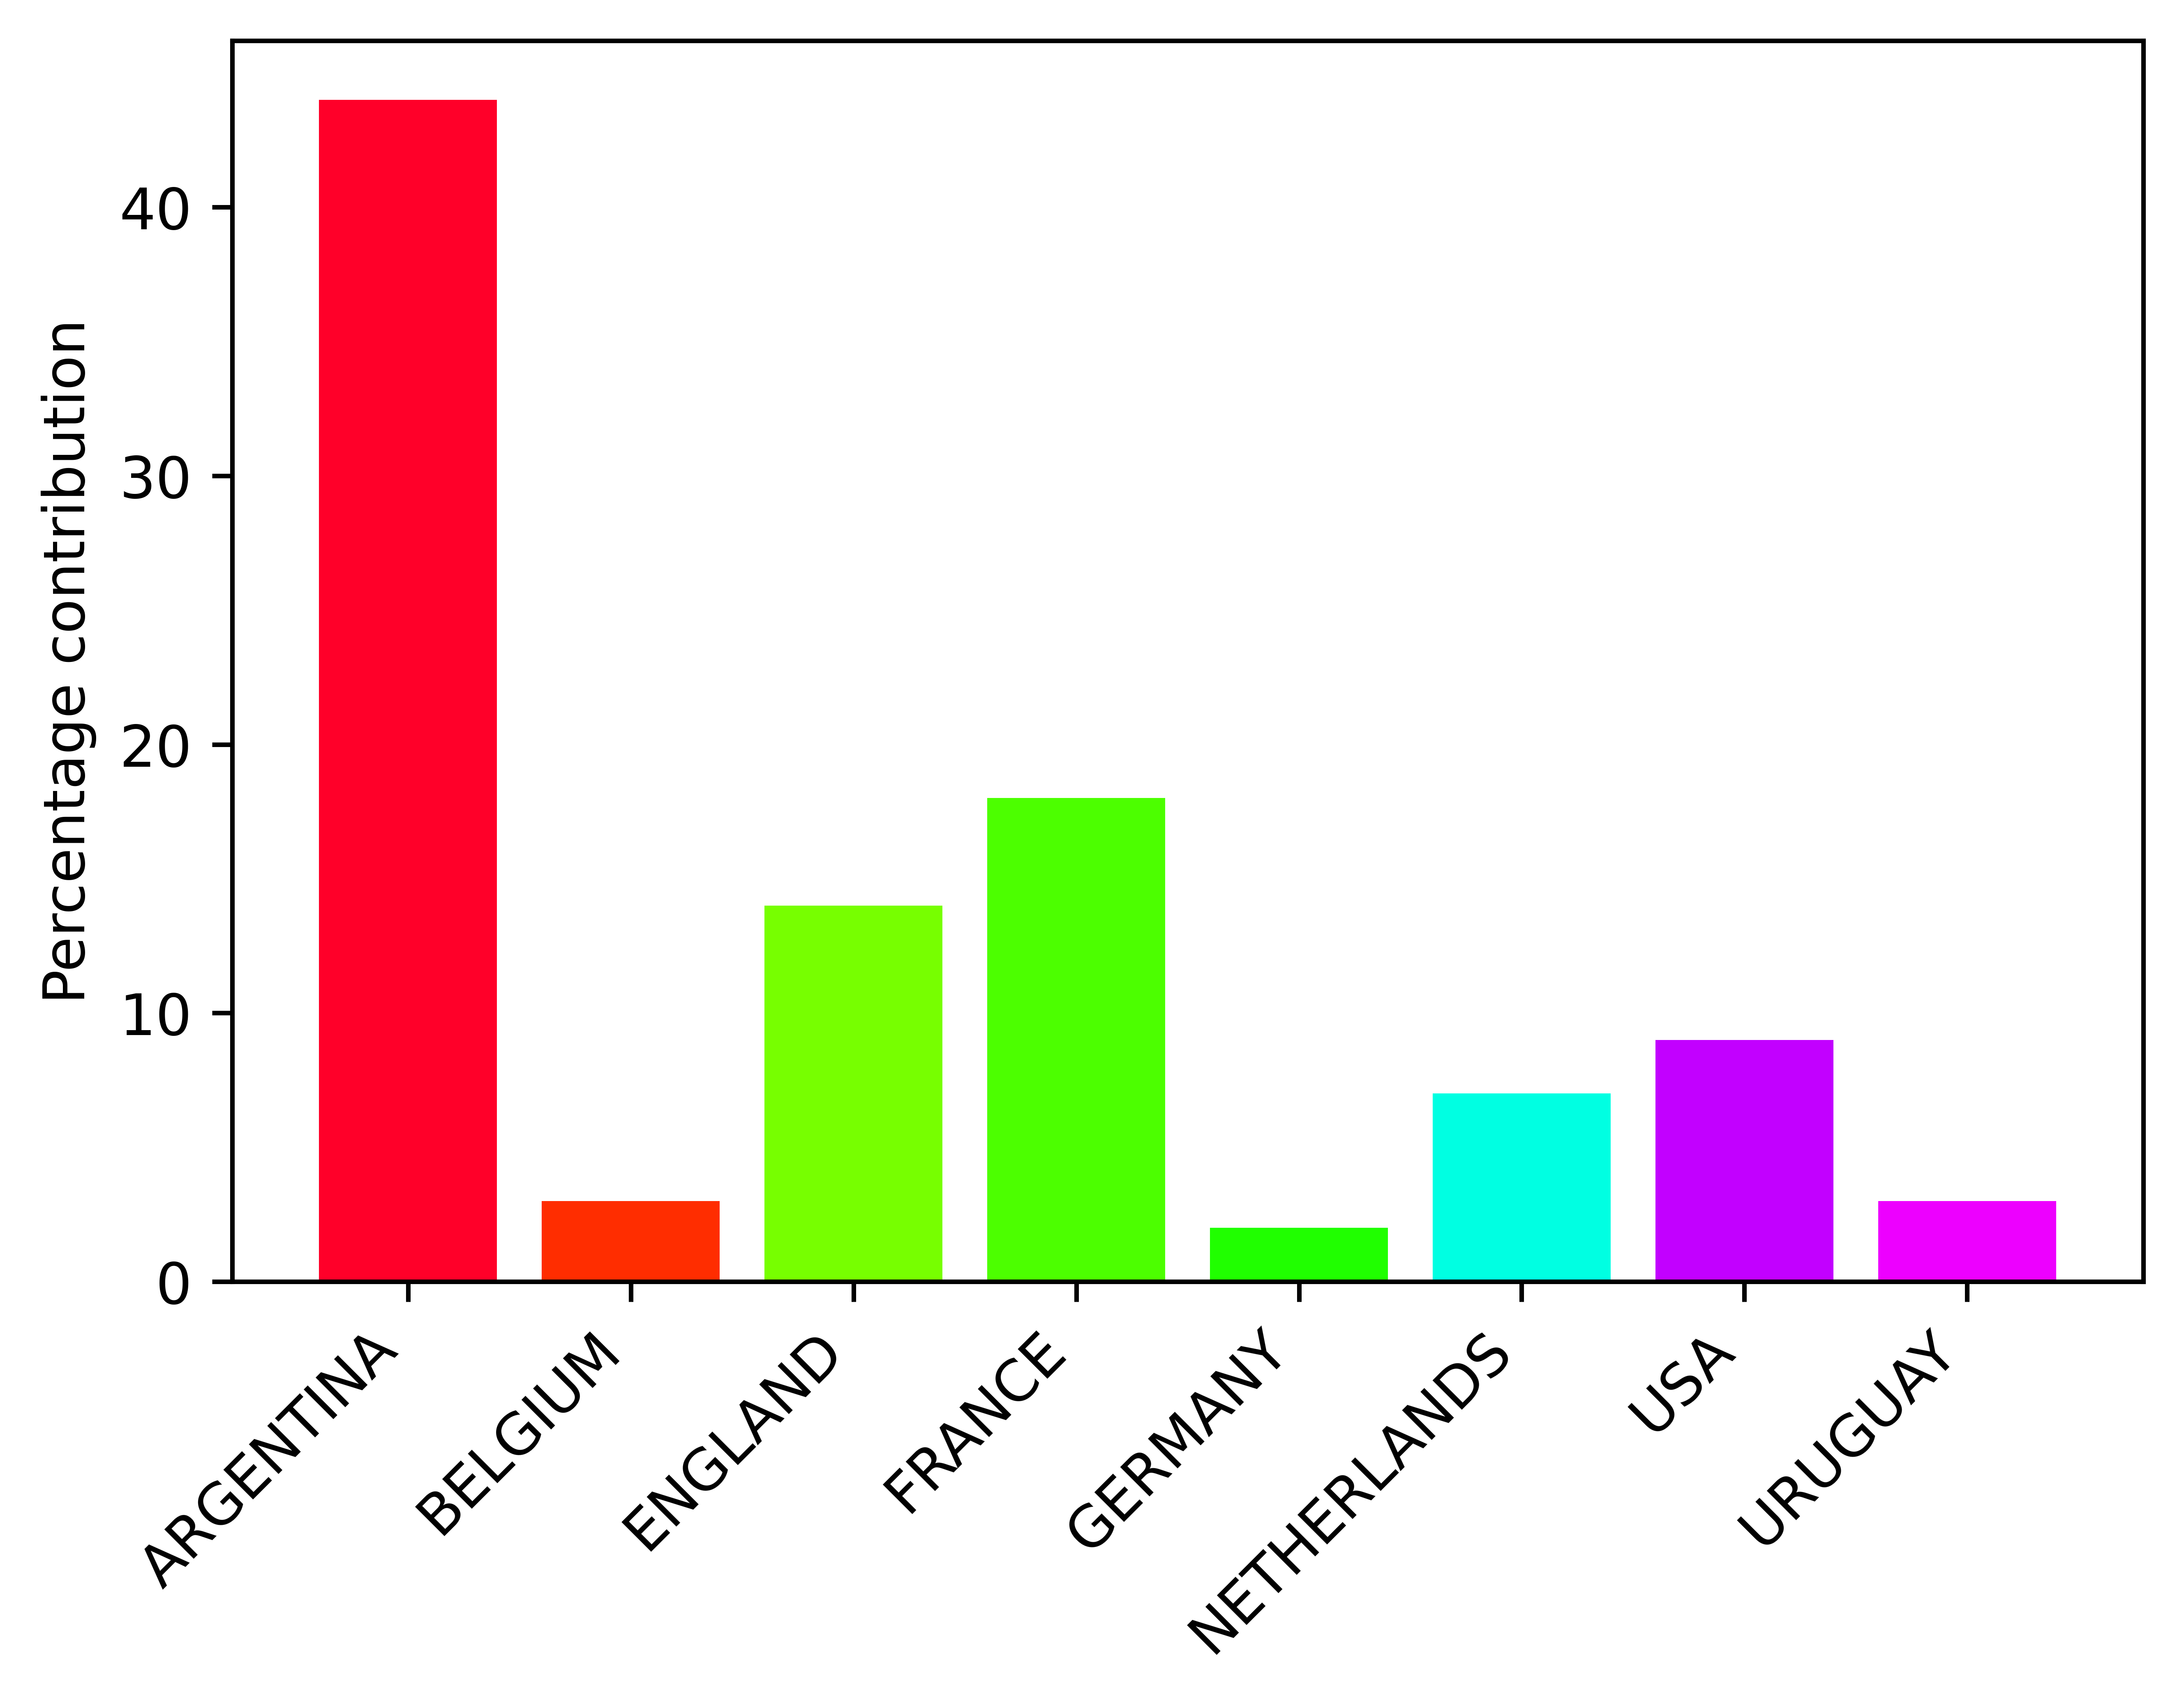 Percentage contribution
40
30
20
10
0
ARGENTINA
BELGIUM
ENGLAND
FRANCE
GERMANY
NETHERLANDS
USA
URUGUAY